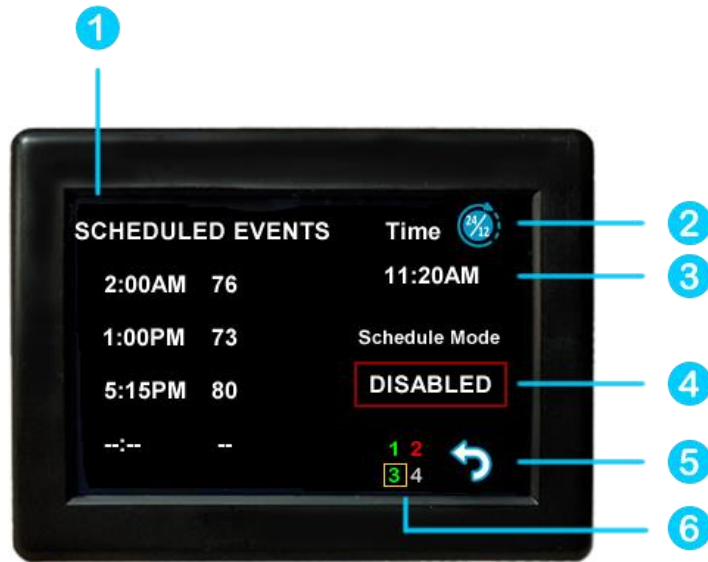 1
SCHEDULED EVENTS
Time 24/12 2
2:00AM 76
11:20AM 3
1:00PM 73
Schedule Mode
5:15PM 80
DISABLED 4
--:-- --
1 2
3 4
5
6